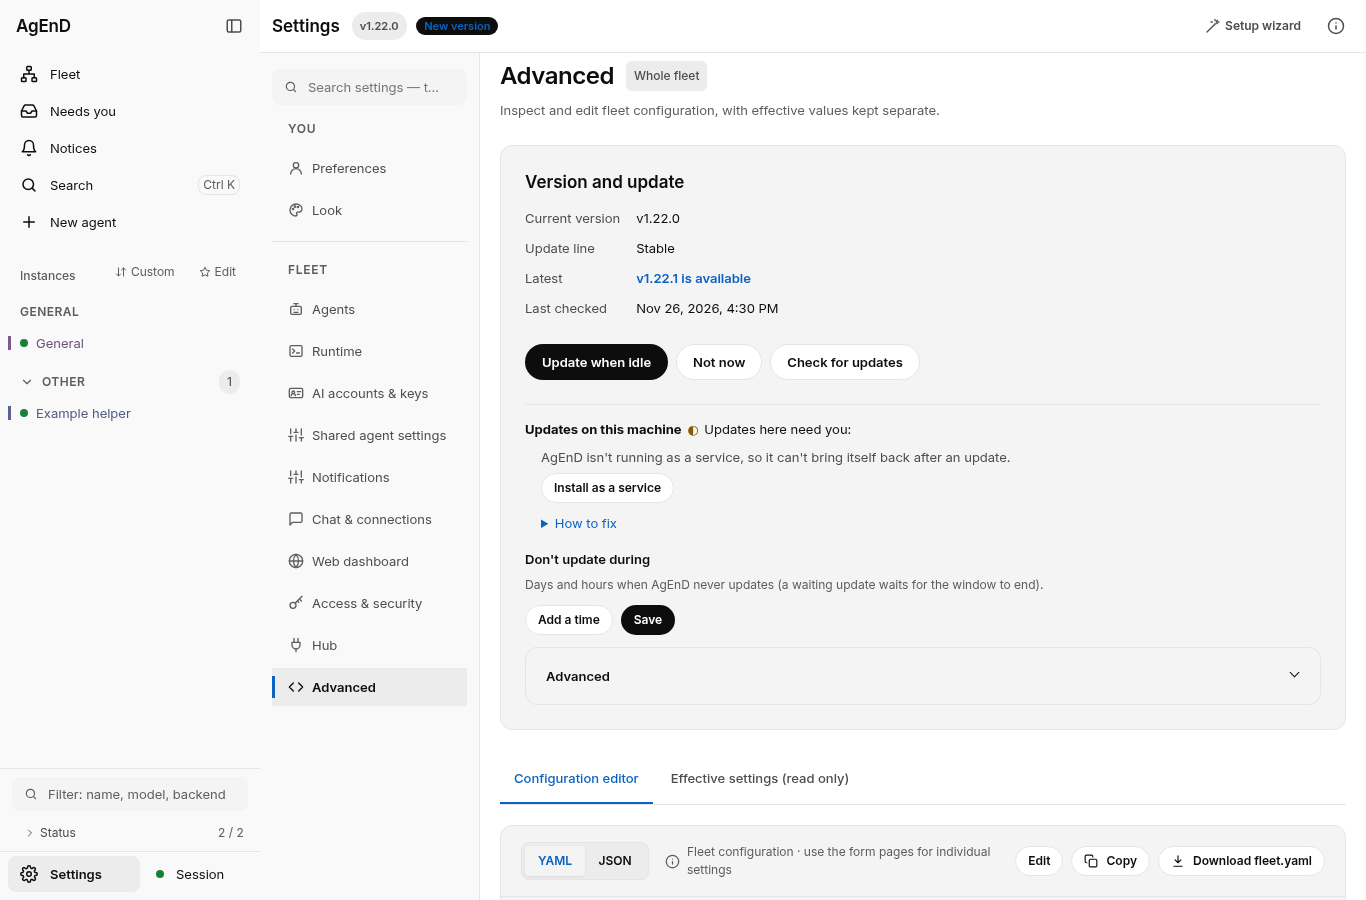 AgEnD
Fleet
Needs you
Notices
Search
Ctrl K
New agent
Instances
Custom
Edit
GENERAL
General
OTHER
1
Example helper
Filter: name, model, backend
Status
2 / 2
Settings
Session
Settings
v1.22.0
New version
Setup wizard
Search settings — t...
YOU
Preferences
Look
FLEET
Agents
Runtime
AI accounts & keys
Shared agent settings
Notifications
Chat & connections
Web dashboard
Access & security
Hub
Advanced
Advanced
Whole fleet
Inspect and edit fleet configuration, with effective values kept separate.
Version and update
Current version v1.22.0
Update line Stable
Latest v1.22.1 is available
Last checked Nov 26, 2026, 4:30 PM
Update when idle
Not now
Check for updates
Updates on this machine Updates here need you:
AgEnD isn't running as a service, so it can't bring itself back after an update.
Install as a service
How to fix
Don't update during
Days and hours when AgEnD never updates (a waiting update waits for the window to end).
Add a time
Save
Advanced
Configuration editor
Effective settings (read only)
YAML
JSON
Fleet configuration · use the form pages for individual
settings
Edit
Copy
Download fleet.yaml